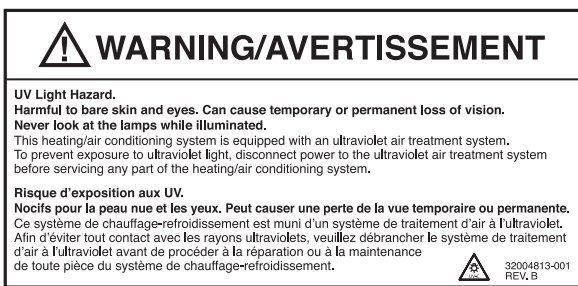 WARNING/AVERTISSEMENT
UV Light Hazard.
Harmful to bare skin and eyes. Can cause temporary or permanent loss of vision.
Never look at the lamps while illuminated.
This heating/air conditioning system is equipped with an ultraviolet air treatment system.
To prevent exposure to ultraviolet light, disconnect power to the ultraviolet air treatment system
before servicing any part of the heating/air conditioning system.
Risque d'exposition aux UV.
Nocifs pour la peau nue et les yeux. Peut causer une perte de la vue temporaire ou permanente.
Ce système de chauffage-refroidissement est muni d'un système de traitement d'air à l'ultraviolet.
Afin d'éviter tout contact avec les rayons ultraviolets, veuillez débrancher le système de traitement
d'air à l'ultraviolet avant de procéder à la réparation ou à la maintenance
de toute pièce du système de chauffage-refroidissement.
UV-C
32004813-001
REV. B